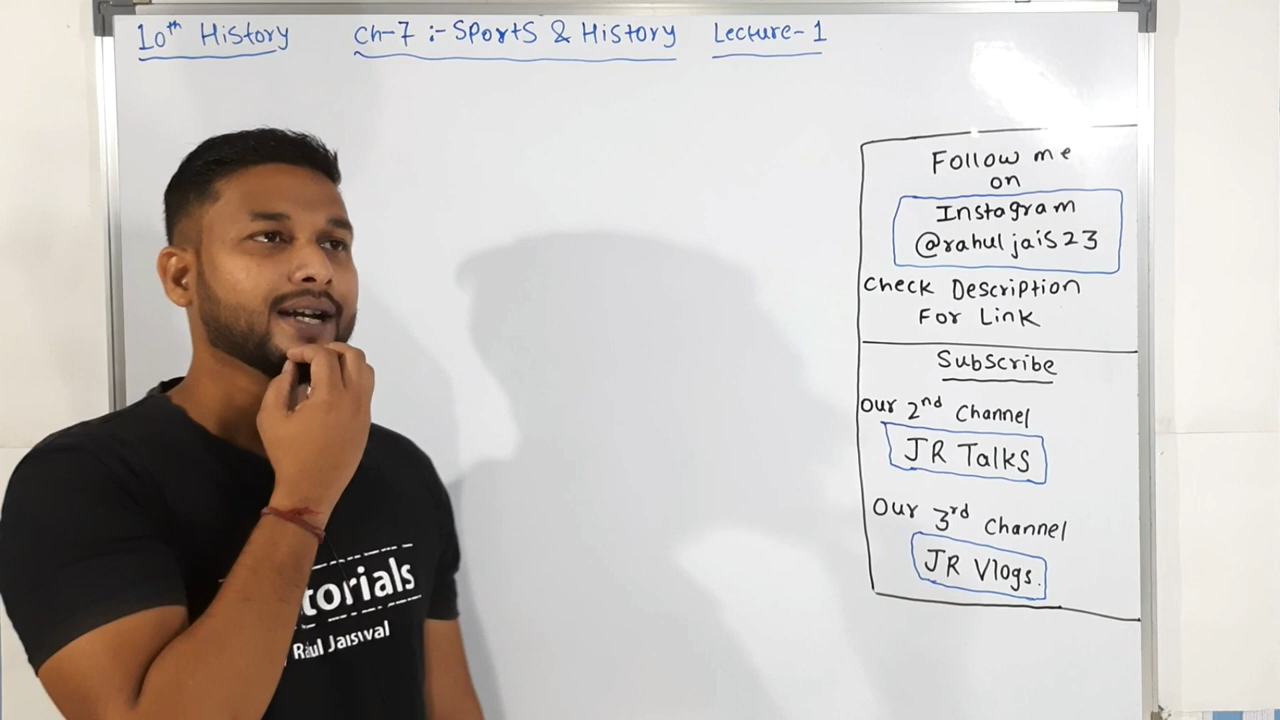 10th History Ch-7 :- Sports & History Lecture-1
Follow me
on
Instagram
@rahuljais23
Check Description
For Link
Subscribe
Our 2nd Channel
JR Talks
Our 3rd Channel
JR Vlogs.
torials
Jaiswal